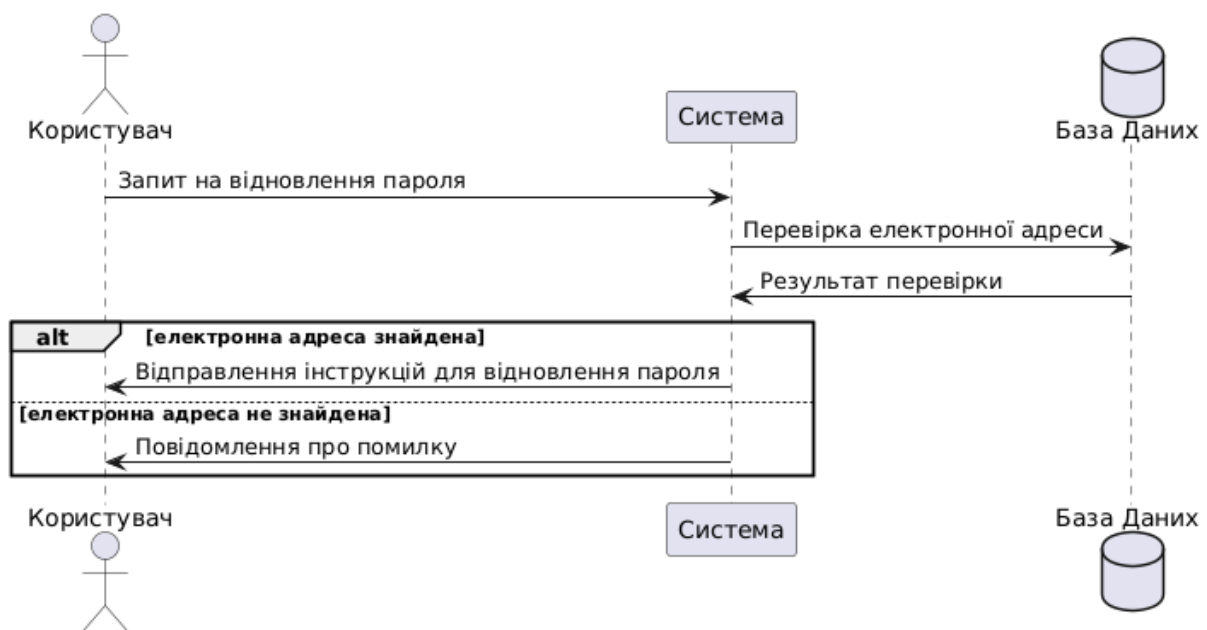 Користувач
Система
База Даних
Запит на відновлення пароля
Перевірка електронної адреси
Результат перевірки
alt [електронна адреса знайдена]
Відправлення інструкцій для відновлення пароля
[електронна адреса не знайдена]
Повідомлення про помилку
Користувач
Система
База Даних